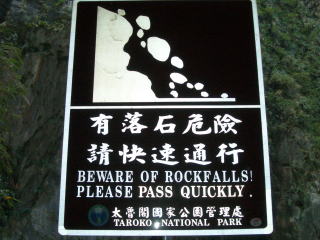 有落石危險
請快速通行
BEWARE OF ROCKFALLS!
PLEASE PASS QUICKLY.
太魯閣國家公園管理處
TAROKO NATIONAL PARK